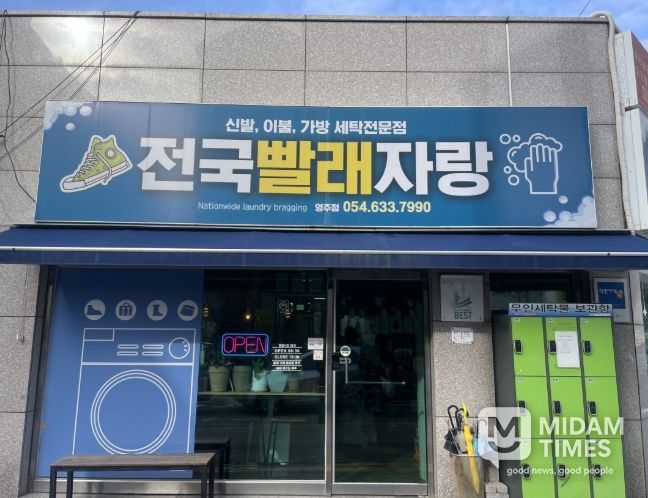 신발, 이불, 가방 세탁전문점
전국빨래자랑
Nationwide laundry bragging 영주점 054.633.7990
무인세탁물 보관함
BEST
OPEN
MIDAM
TIMES
good news, good people